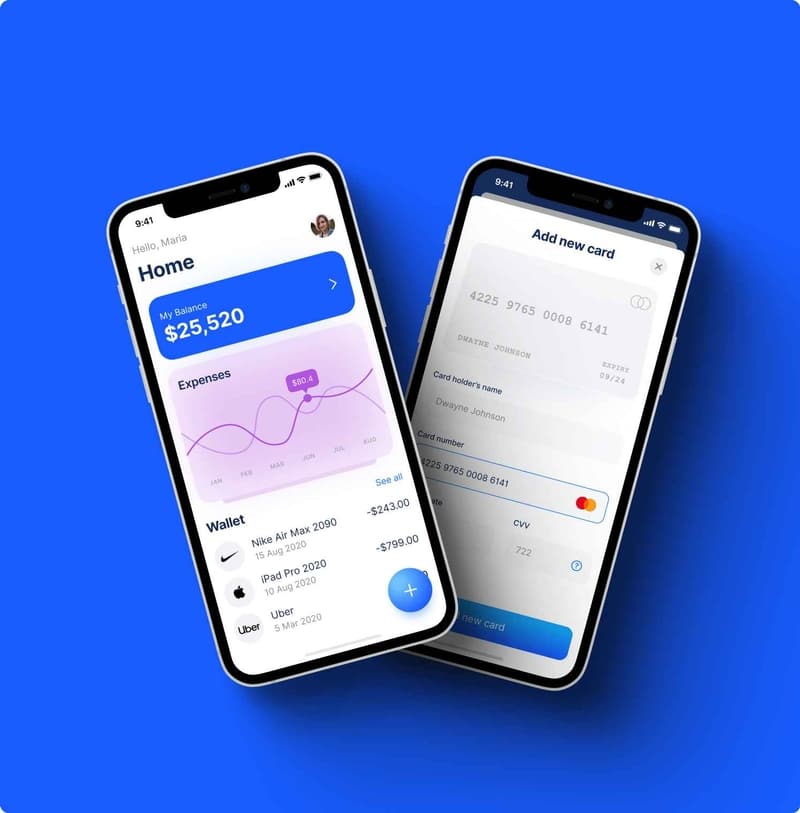 9:41
Hello, Maria
Home
My Balance
$25,520
Expenses
$80.4
JAN FEB MAR JUN JUL AUG
See all
Wallet
Nike Air Max 2090 -$243.00
15 Aug 2020
iPad Pro 2020 -$799.00
10 Aug 2020
Uber
Uber
5 Mar 2020
9:41
Add new card
4225 9765 0008 6141
DWAYNE JOHNSON
EXPIRY
09/24
Card holder's name
Dwayne Johnson
Card number
4225 9765 0008 6141
CVV
722
new card